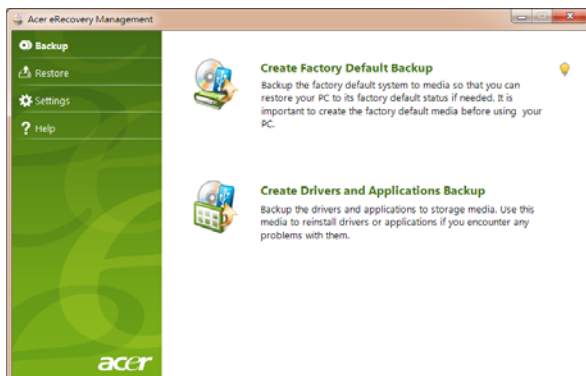 Acer eRecovery Management
Backup
Restore
Settings
Help
Create Factory Default Backup
Backup the factory default system to media so that you can
restore your PC to its factory default status if needed. It is
important to create the factory default media before using your
PC.
Create Drivers and Applications Backup
Backup the drivers and applications to storage media. Use this
media to reinstall drivers or applications if you encounter any
problems with them.
acer